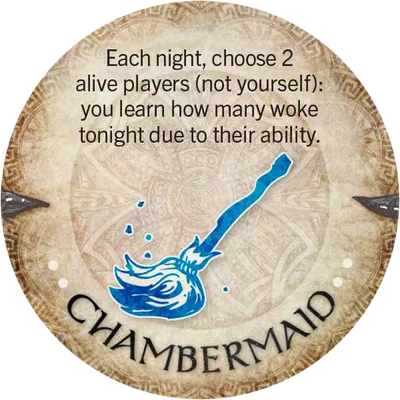 Each night, choose 2
alive players (not yourself):
you learn how many woke
tonight due to their ability.
CHAMBERMAID